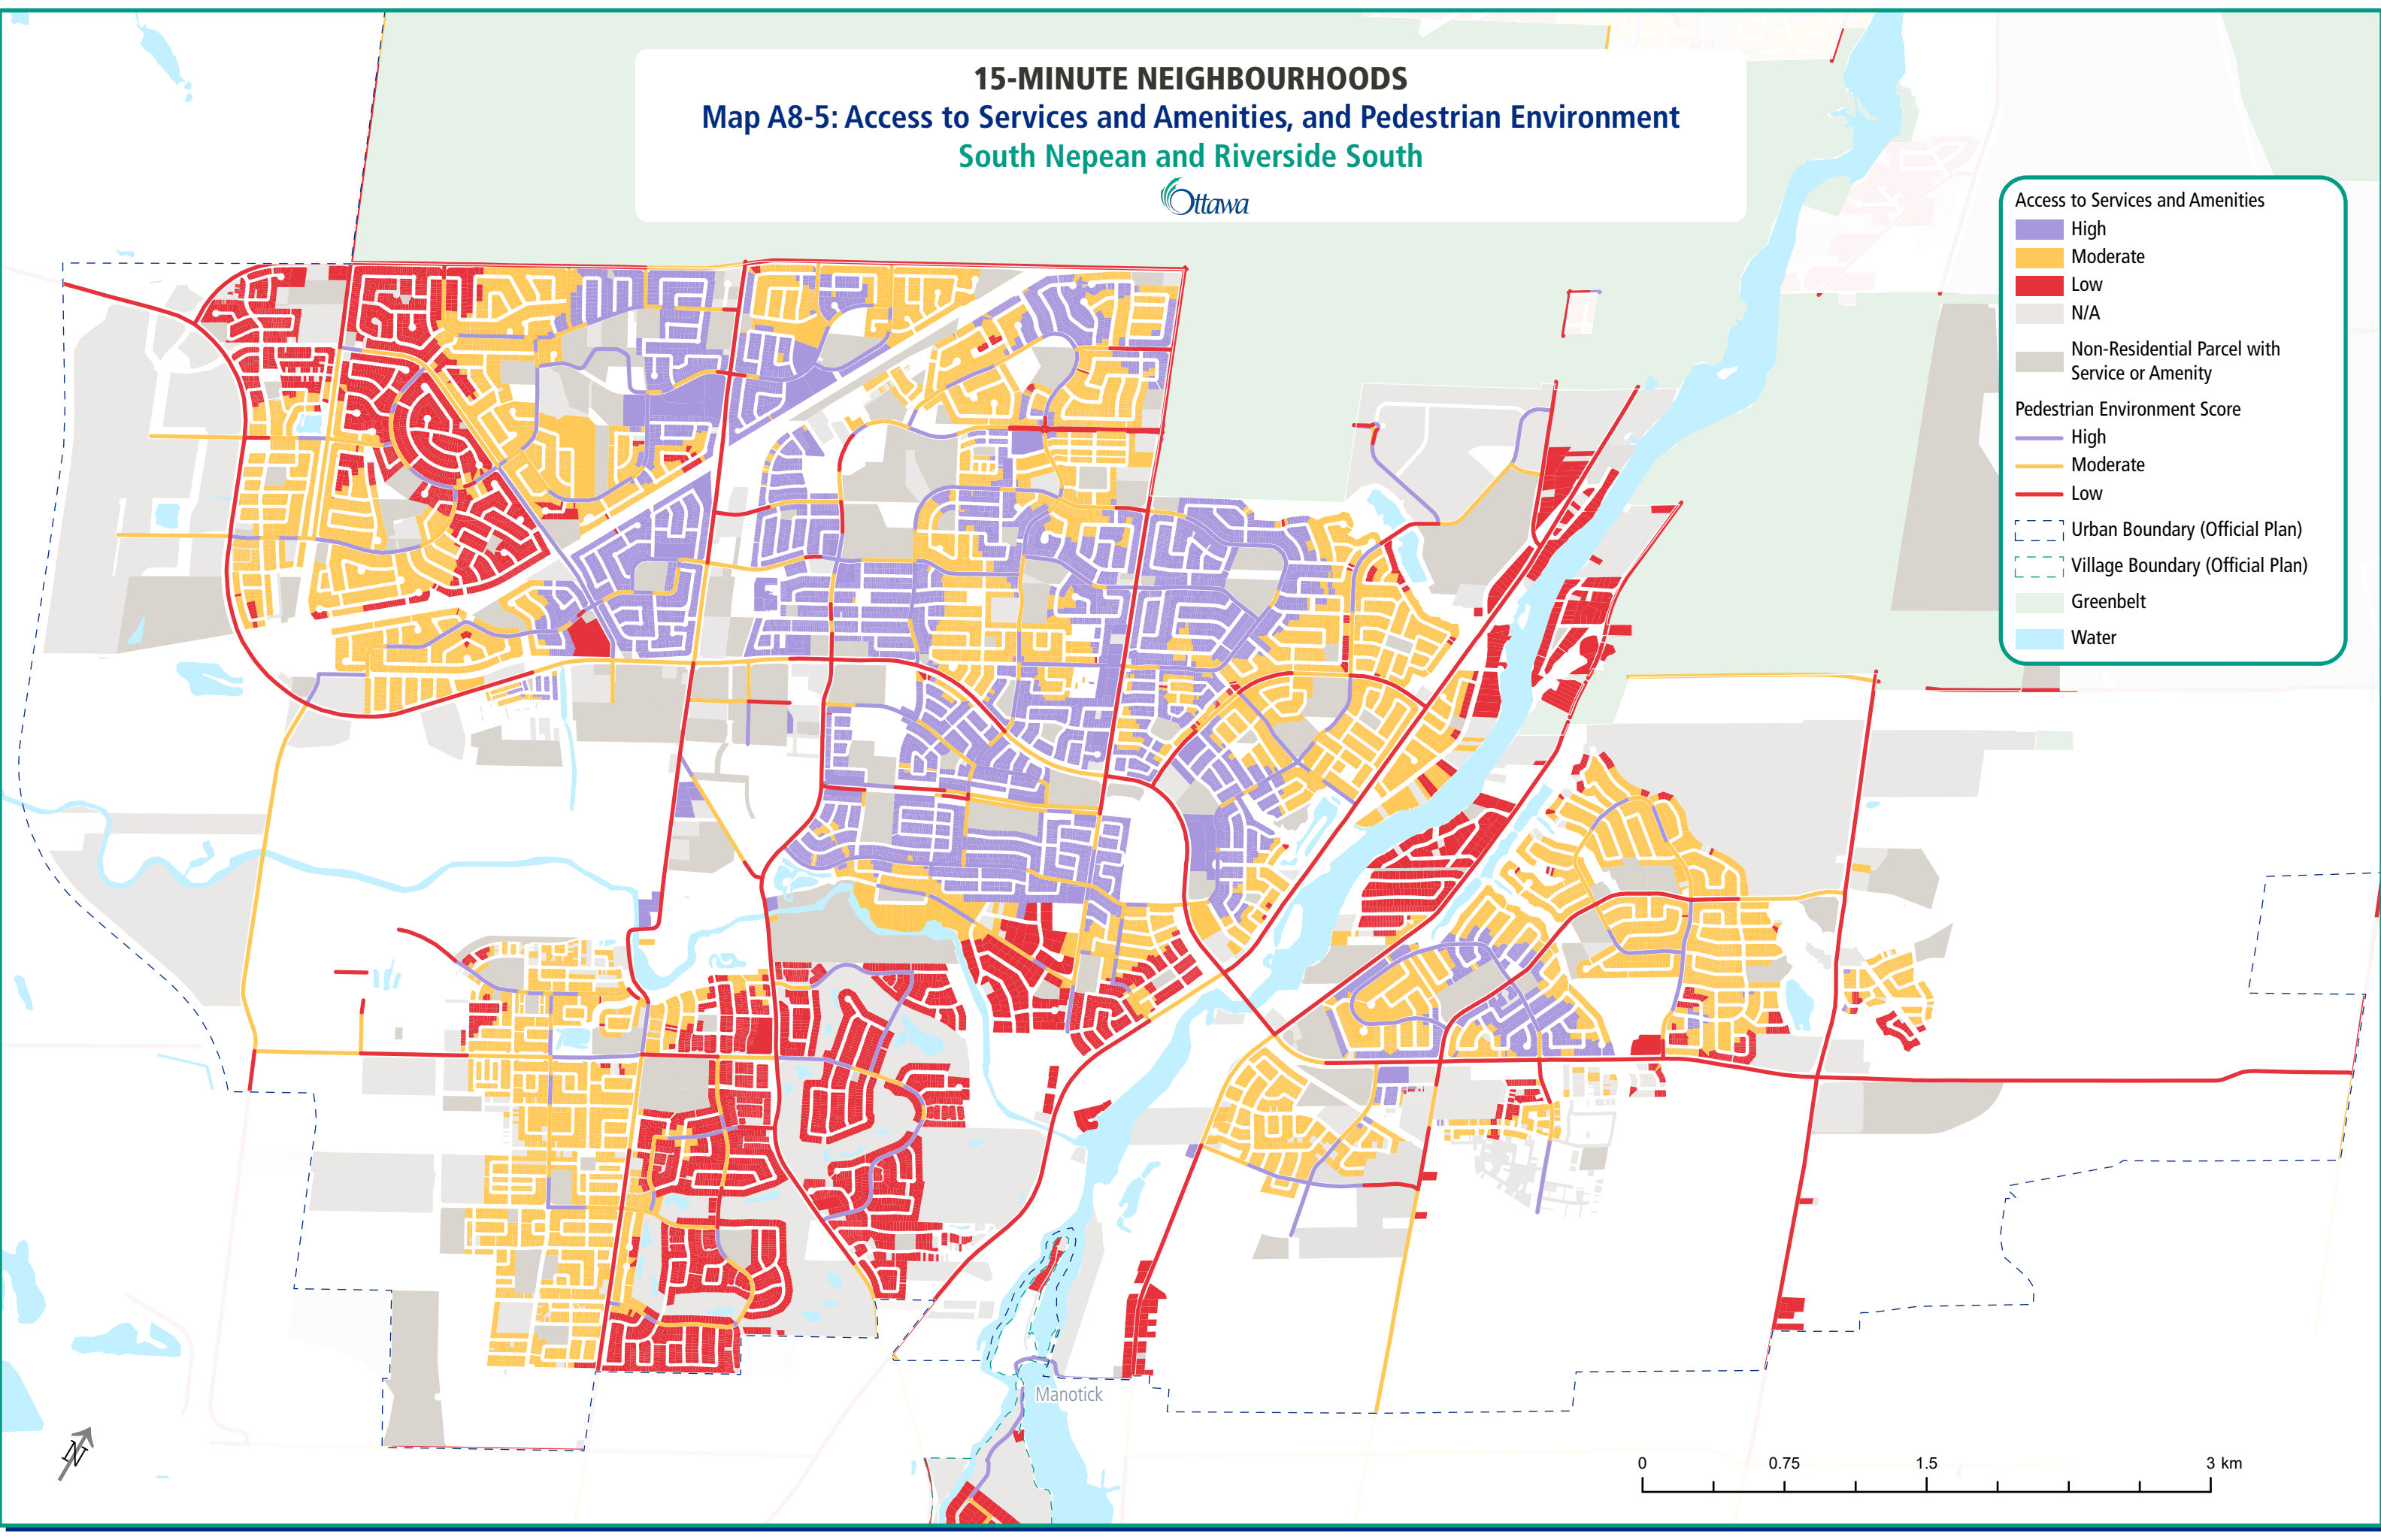 15-MINUTE NEIGHBOURHOODS
Map A8-5: Access to Services and Amenities, and Pedestrian Environment
South Nepean and Riverside South
Ottawa
Access to Services and Amenities
High
Moderate
Low
N/A
Non-Residential Parcel with
Service or Amenity
Pedestrian Environment Score
High
Moderate
Low
Urban Boundary (Official Plan)
Village Boundary (Official Plan)
Greenbelt
Water
Manotick
N
0 0.75 1.5 3 km